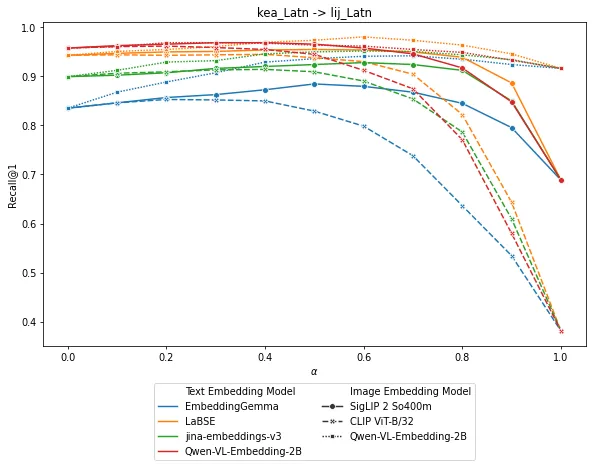 kea_Latn -> lij_Latn
Recall@1
1.0
0.9
0.8
0.7
0.6
0.5
0.4
0.0 0.2 0.4 0.6 0.8 1.0
α
Text Embedding Model Image Embedding Model
EmbeddingGemma SigLIP 2 So400m
LaBSE CLIP ViT-B/32
jina-embeddings-v3 Qwen-VL-Embedding-2B
Qwen-VL-Embedding-2B